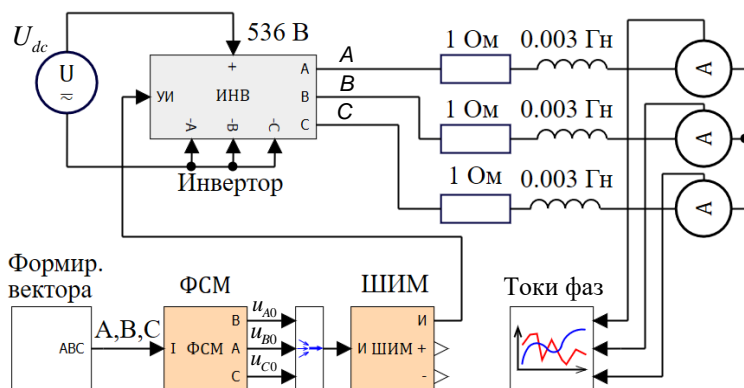 U_dc
536 В
A
1 Ом
0.003 Гн
U
≂
+
A
A
УИ
ИНВ
B
B
1 Ом
0.003 Гн
A
-A
-B
-C
C
C
Инвертор
1 Ом
0.003 Гн
A
Формир.
вектора
ФСМ
ШИМ
Токи фаз
A,B,C
ABC
I
ФСМ
B
A
C
u_A0
u_B0
u_C0
И
И
ШИМ
+
-